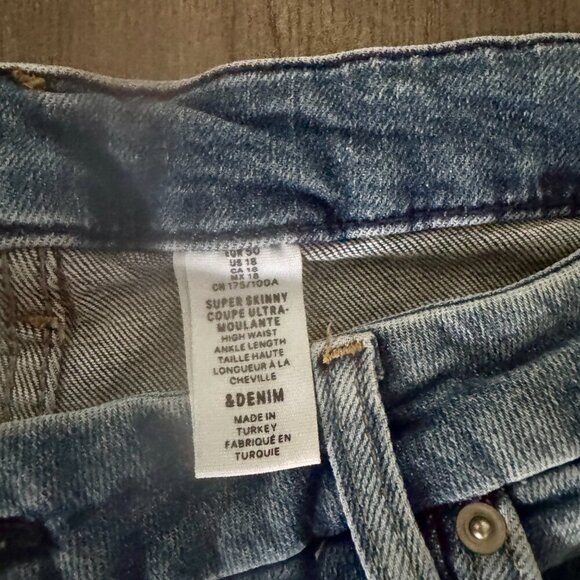 EUR 50
US 18
CA 18
MX 18
CN 175/100A
SUPER SKINNY
COUPE ULTRA-
MOULANTE
HIGH WAIST
ANKLE LENGTH
TAILLE HAUTE
LONGUEUR À LA
CHEVILLE
&DENIM
MADE IN
TURKEY
FABRIQUÉ EN
TURQUIE